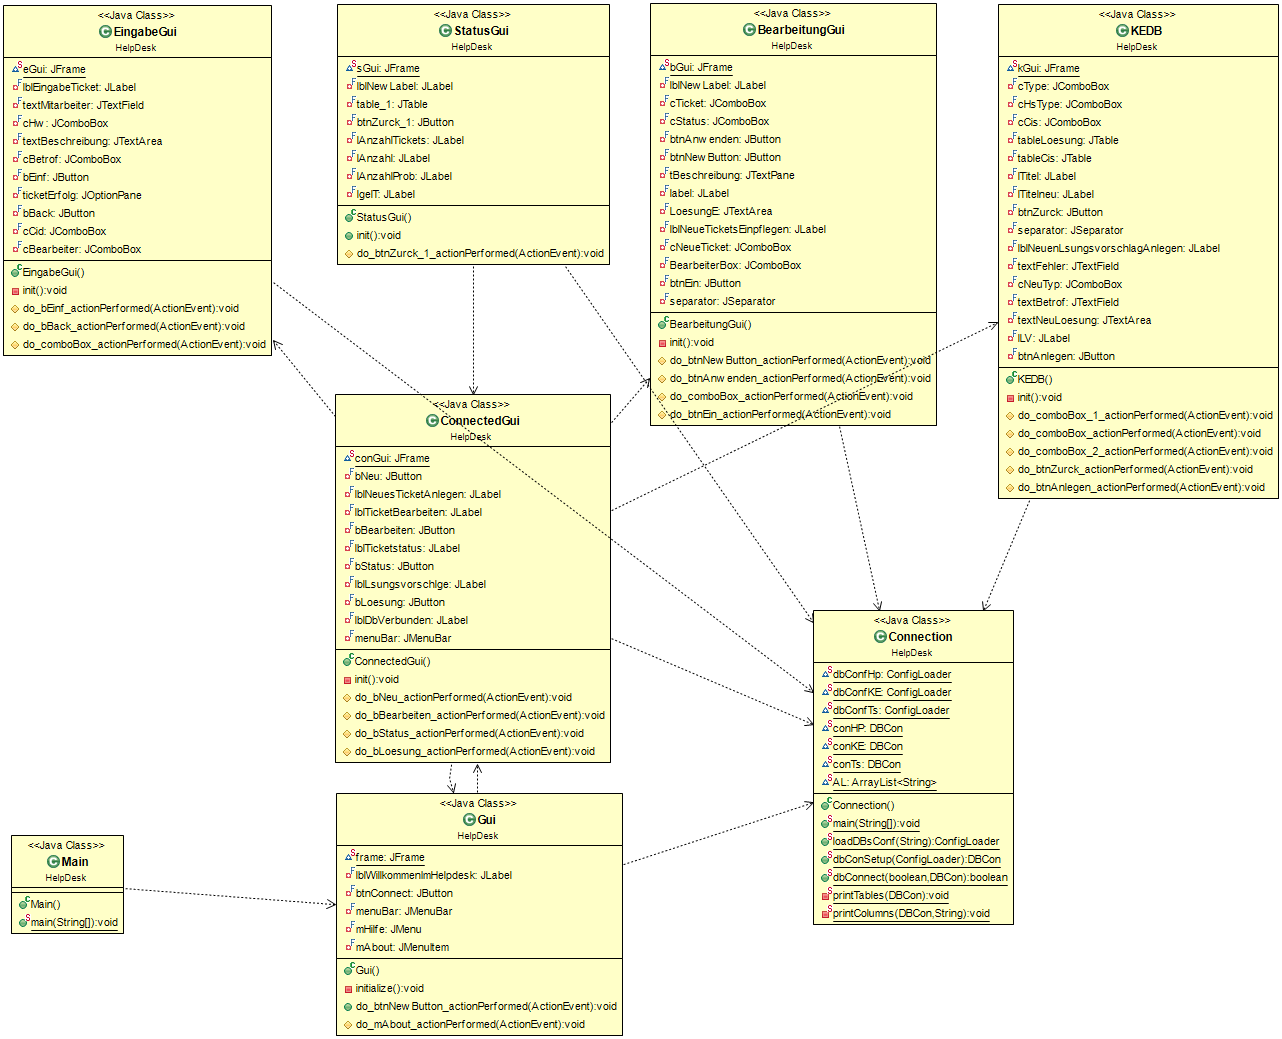 <<Java Class>>
EingabeGui
HelpDesk
eGui: JFrame
lblEingabeTicket: JLabel
textMitarbeiter: JTextField
cHw: JComboBox
textBeschreibung: JTextArea
cBetrof: JComboBox
bEinf: JButton
ticketErfolg: JOptionPane
bBack: JButton
cCid: JComboBox
cBearbeiter: JComboBox
EingabeGui()
init():void
do_bEinf_actionPerformed(ActionEvent):void
do_bBack_actionPerformed(ActionEvent):void
do_comboBox_actionPerformed(ActionEvent):void
<<Java Class>>
StatusGui
HelpDesk
sGui: JFrame
lblNew Label: JLabel
table_1: JTable
btnZurck_1: JButton
lAnzahlTickets: JLabel
lAnzahl: JLabel
lAnzahlProb: JLabel
lgelT: JLabel
StatusGui()
init():void
do_btnZurck_1_actionPerformed(ActionEvent):void
<<Java Class>>
BearbeitungGui
HelpDesk
bGui: JFrame
lblNew Label: JLabel
cTicket: JComboBox
cStatus: JComboBox
btnAnw enden: JButton
btnNew Button: JButton
tBeschreibung: JTextPane
label: JLabel
LoesungE: JTextArea
lblNeueTicketsEinpflegen: JLabel
cNeueTicket: JComboBox
BearbeiterBox: JComboBox
btnEin: JButton
separator: JSeparator
BearbeitungGui()
init():void
do_btnNew Button_actionPerformed(ActionEvent):void
do_btnAnw enden_actionPerformed(ActionEvent):void
do_comboBox_actionPerformed(ActionEvent):void
do_btnEin_actionPerformed(ActionEvent):void
<<Java Class>>
KEDB
HelpDesk
kGui: JFrame
cType: JComboBox
cHsType: JComboBox
cCis: JComboBox
tableLoesung: JTable
tableCis: JTable
lTitel: JLabel
lTitelneu: JLabel
btnZurck: JButton
separator: JSeparator
lblNeuenLsungsvorschlagAnlegen: JLabel
textFehler: JTextField
cNeuTyp: JComboBox
textBetrof: JTextField
textNeuLoesung: JTextArea
lLV: JLabel
btnAnlegen: JButton
KEDB()
init():void
do_comboBox_1_actionPerformed(ActionEvent):void
do_comboBox_actionPerformed(ActionEvent):void
do_comboBox_2_actionPerformed(ActionEvent):void
do_btnZurck_actionPerformed(ActionEvent):void
do_btnAnlegen_actionPerformed(ActionEvent):void
<<Java Class>>
ConnectedGui
HelpDesk
conGui: JFrame
bNeu: JButton
lblNeuesTicketAnlegen: JLabel
lblTicketBearbeiten: JLabel
bBearbeiten: JButton
lblTicketstatus: JLabel
bStatus: JButton
lblLsungsvorschlge: JLabel
bLoesung: JButton
lblDbVerbunden: JLabel
menuBar: JMenuBar
ConnectedGui()
init():void
do_bNeu_actionPerformed(ActionEvent):void
do_bBearbeiten_actionPerformed(ActionEvent):void
do_bStatus_actionPerformed(ActionEvent):void
do_bLoesung_actionPerformed(ActionEvent):void
<<Java Class>>
Connection
HelpDesk
dbConfHp: ConfigLoader
dbConfKE: ConfigLoader
dbConfTs: ConfigLoader
conHP: DBCon
conKE: DBCon
conTs: DBCon
AL: ArrayList<String>
Connection()
main(String[]):void
loadDBsConf(String):ConfigLoader
dbConSetup(ConfigLoader):DBCon
dbConnect(boolean,DBCon):boolean
printTables(DBCon):void
printColumns(DBCon,String):void
<<Java Class>>
Main
HelpDesk
Main()
main(String[]):void
<<Java Class>>
Gui
HelpDesk
frame: JFrame
lblWillkommenImHelpdesk: JLabel
btnConnect: JButton
menuBar: JMenuBar
mHilfe: JMenu
mAbout: JMenuItem
Gui()
initialize():void
do_btnNew Button_actionPerformed(ActionEvent):void
do_mAbout_actionPerformed(ActionEvent):void